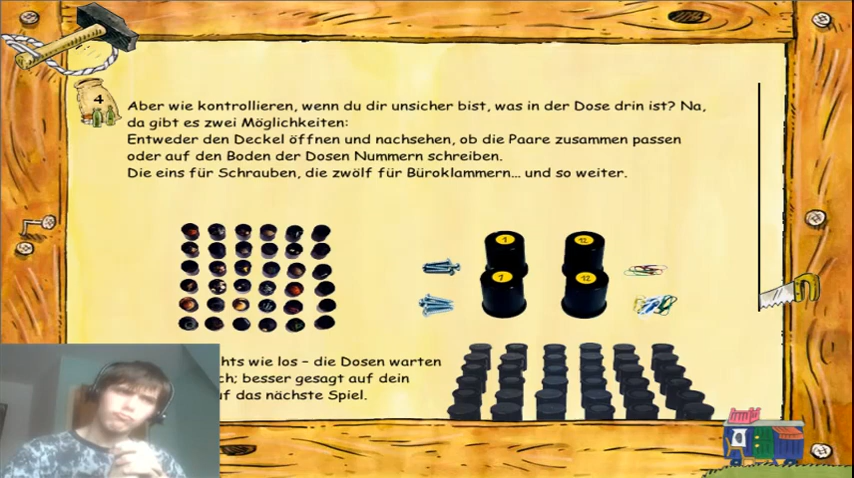 4
Aber wie kontrollieren, wenn du dir unsicher bist, was in der Dose drin ist? Na,
da gibt es zwei Möglichkeiten:
Entweder den Deckel öffnen und nachsehen, ob die Paare zusammen passen
oder auf den Boden der Dosen Nummern schreiben.
Die eins für Schrauben, die zwölf für Büroklammern... und so weiter.
1 12
1 12
wie los – die Dosen warten
besser gesagt auf dein
das nächste Spiel.